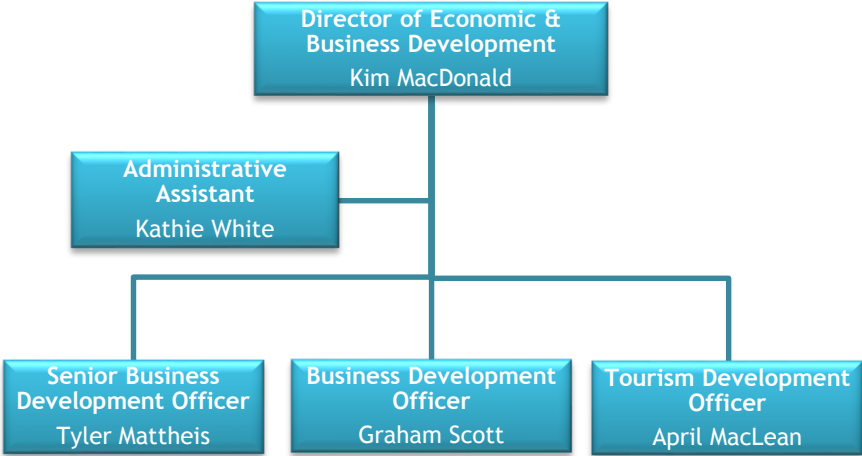 Director of Economic &
Business Development
Kim MacDonald
Administrative
Assistant
Kathie White
Senior Business
Development Officer
Tyler Mattheis
Business Development
Officer
Graham Scott
Tourism Development
Officer
April MacLean